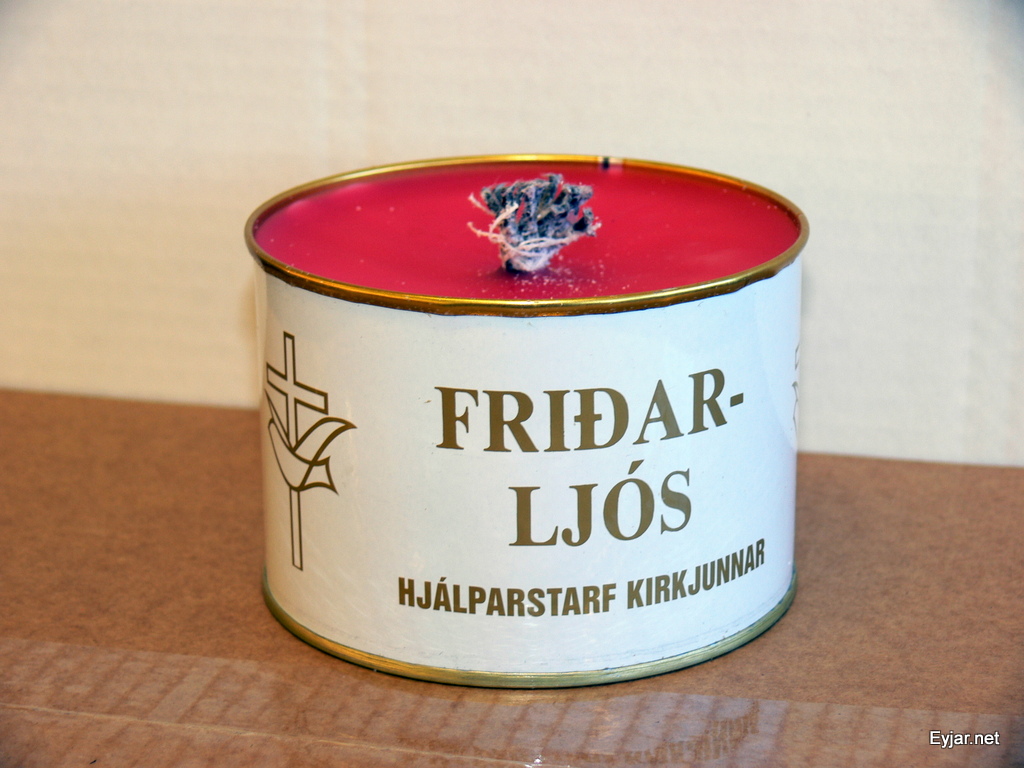 FRIÐAR-
LJÓS
HJÁLPARSTARF KIRKJUNNAR
Eyjar.net